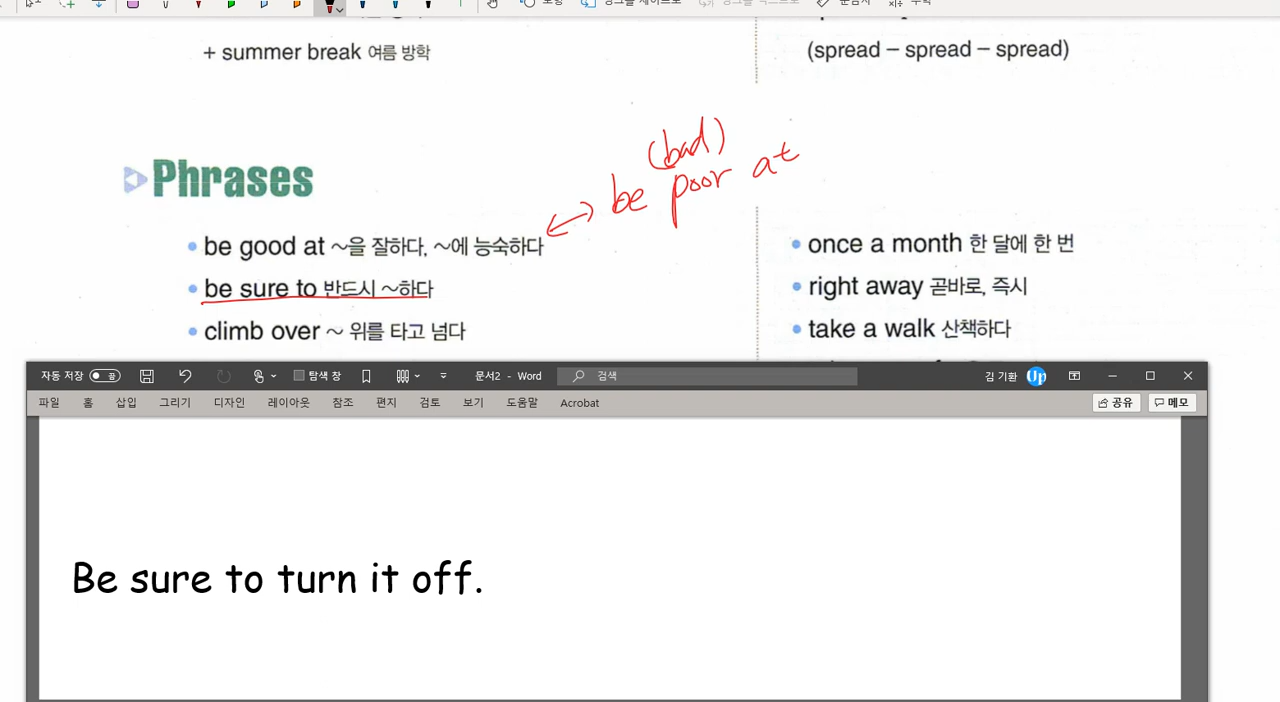 + summer break 여름 방학
(spread – spread – spread)
Phrases
(bad)
be poor at
• be good at ~을 잘하다, ~에 능숙하다
• be sure to 반드시 ~하다
• climb over ~ 위를 타고 넘다
• once a month 한 달에 한 번
• right away 곧바로, 즉시
• take a walk 산책하다
자동 저장 끔 탐색 창 문서2 - Word 검색 김 기환 Up
파일 홈 삽입 그리기 디자인 레이아웃 참조 편지 검토 보기 도움말 Acrobat 공유 메모
Be sure to turn it off.